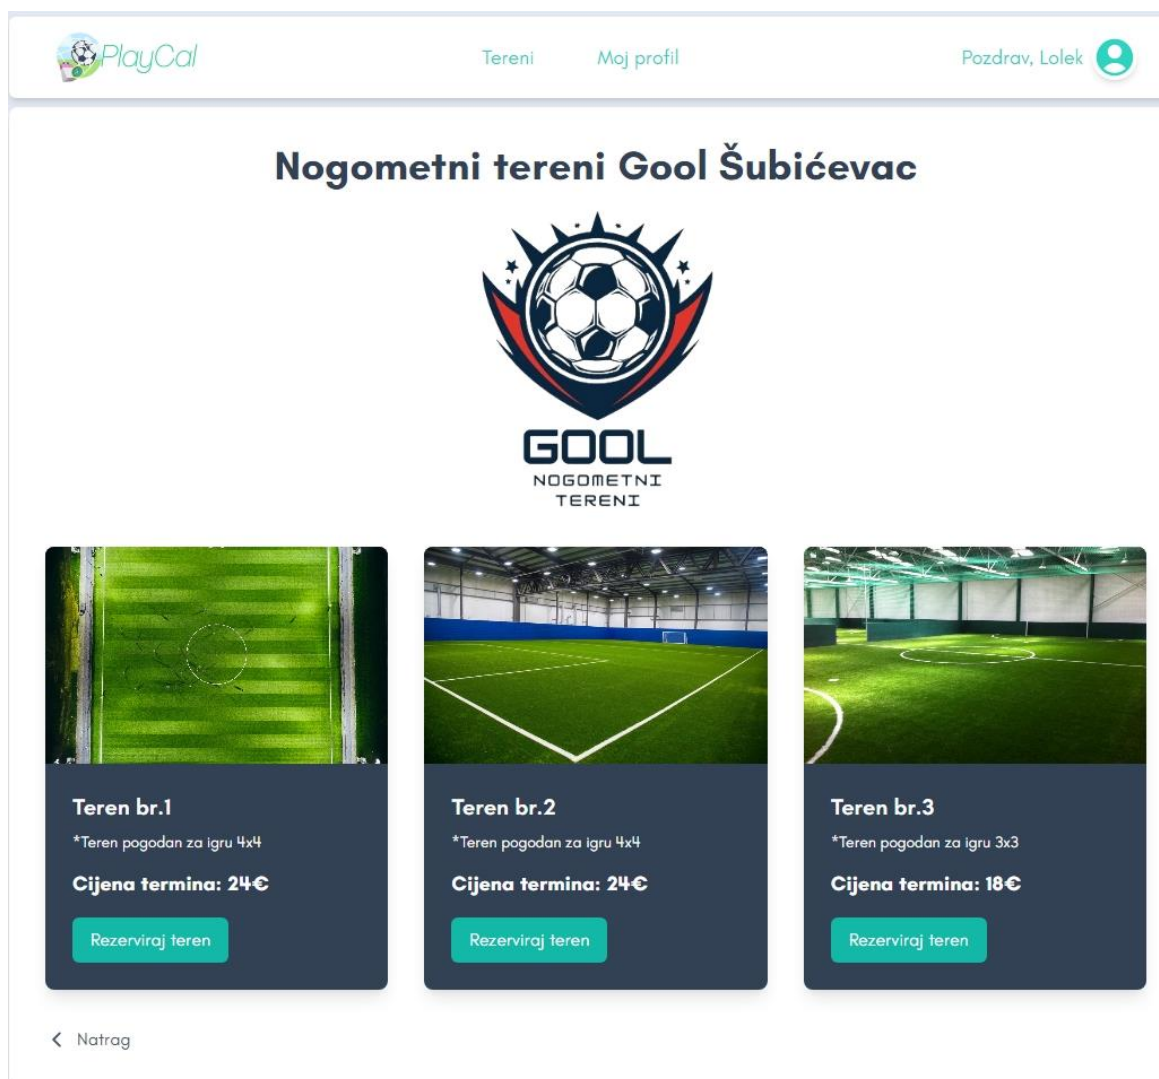 PlayCal
Tereni
Moj profil
Pozdrav, Lolek
Nogometni tereni Gool Šubićevac
GOOL
NOGOMETNI
TERENI
Teren br.1
*Teren pogodan za igru 4x4
Cijena termina: 24€
Rezerviraj teren
Teren br.2
*Teren pogodan za igru 4x4
Cijena termina: 24€
Rezerviraj teren
Teren br.3
*Teren pogodan za igru 3x3
Cijena termina: 18€
Rezerviraj teren
Natrag